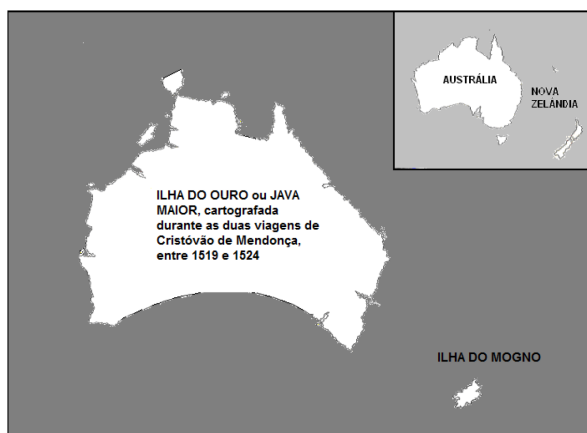 AUSTRÁLIA
NOVA
ZELÂNDIA
ILHA DO OURO ou JAVA
MAIOR, cartografada
durante as duas viagens de
Cristóvão de Mendonça,
entre 1519 e 1524
ILHA DO MOGNO